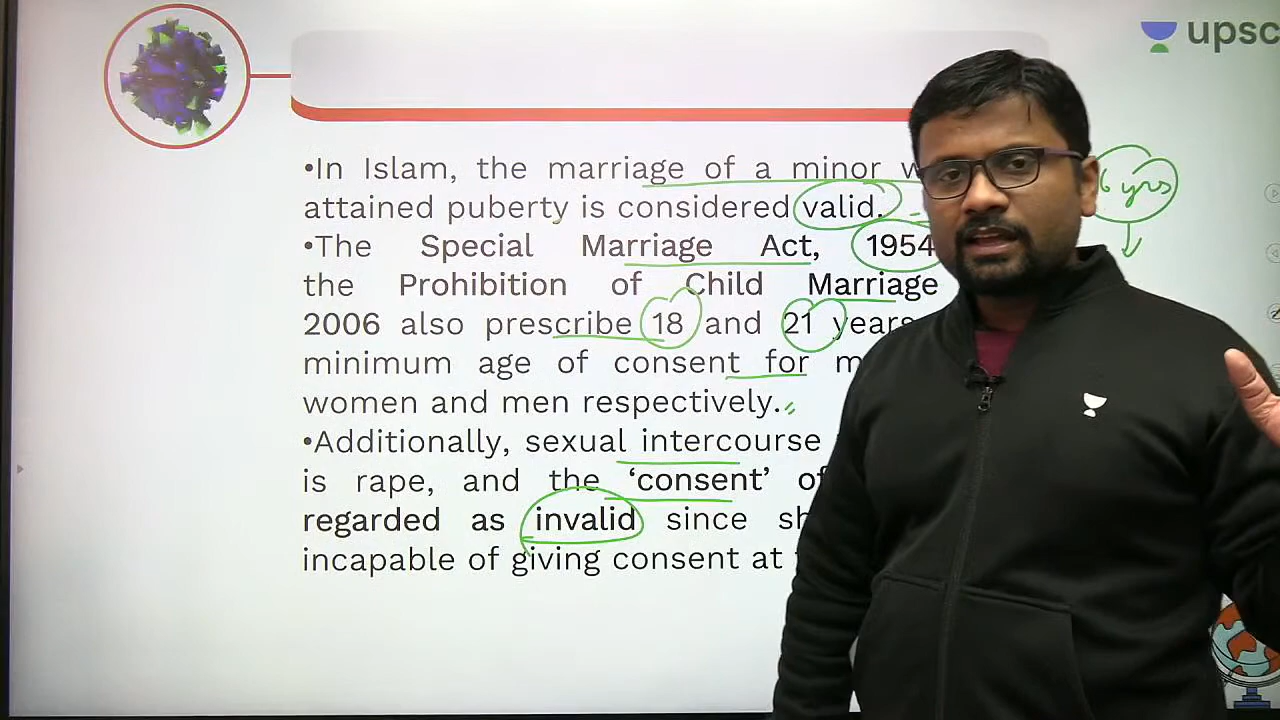 upsc
•In Islam, the marriage of a minor
attained puberty is considered valid.
yrs
•The Special Marriage Act, 1954
the Prohibition of Child Marriage
2006 also prescribe 18 and 21 years
minimum age of consent for
women and men respectively.
•Additionally, sexual intercourse
is rape, and the ‘consent’ of
regarded as invalid since
incapable of giving consent at